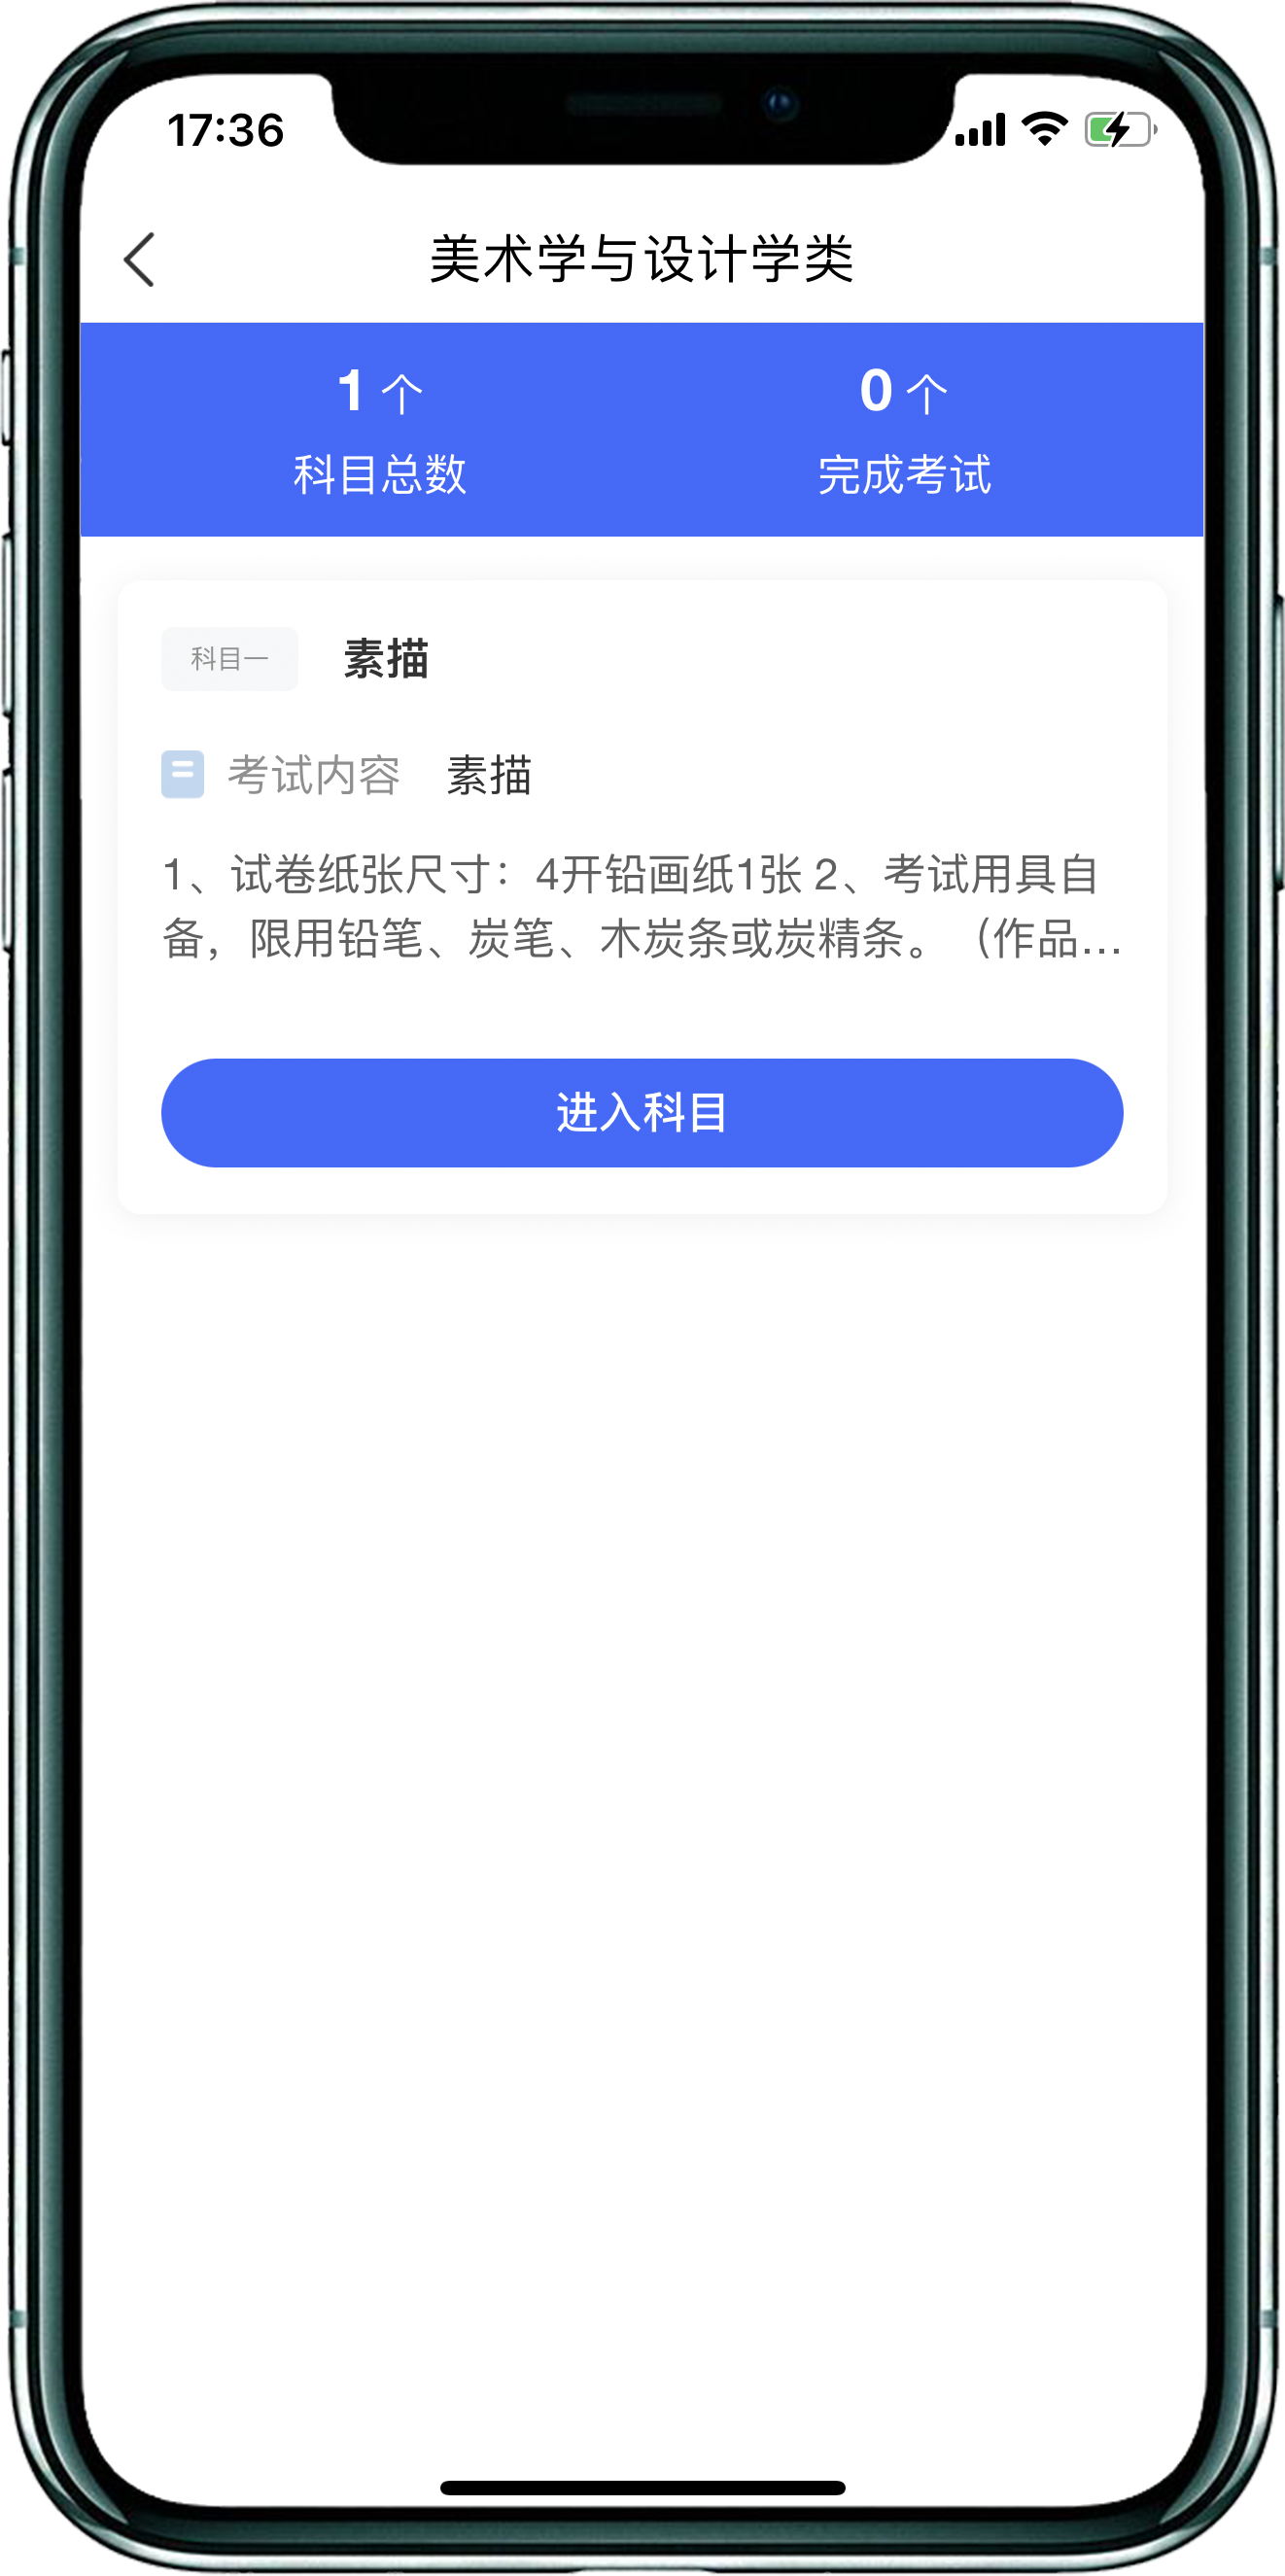 17:36
美术学与设计学类
1 个
0 个
科目总数
完成考试
科目一
素描
考试内容 素描
1、试卷纸张尺寸：4开铅画纸1张 2、考试用具自
备，限用铅笔、炭笔、木炭条或炭精条。（作品...
进入科目